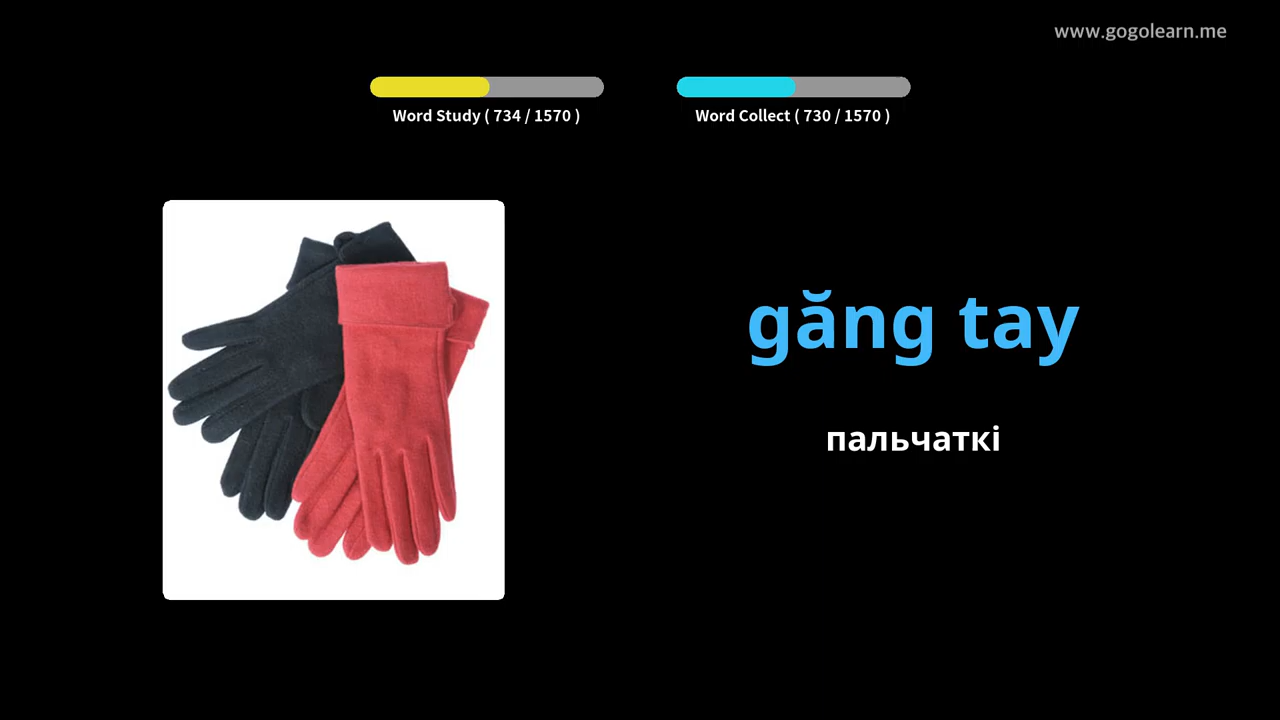 www.gogolearn.me
Word Study ( 734 / 1570 )
Word Collect ( 730 / 1570 )
găng tay
пальчаткі